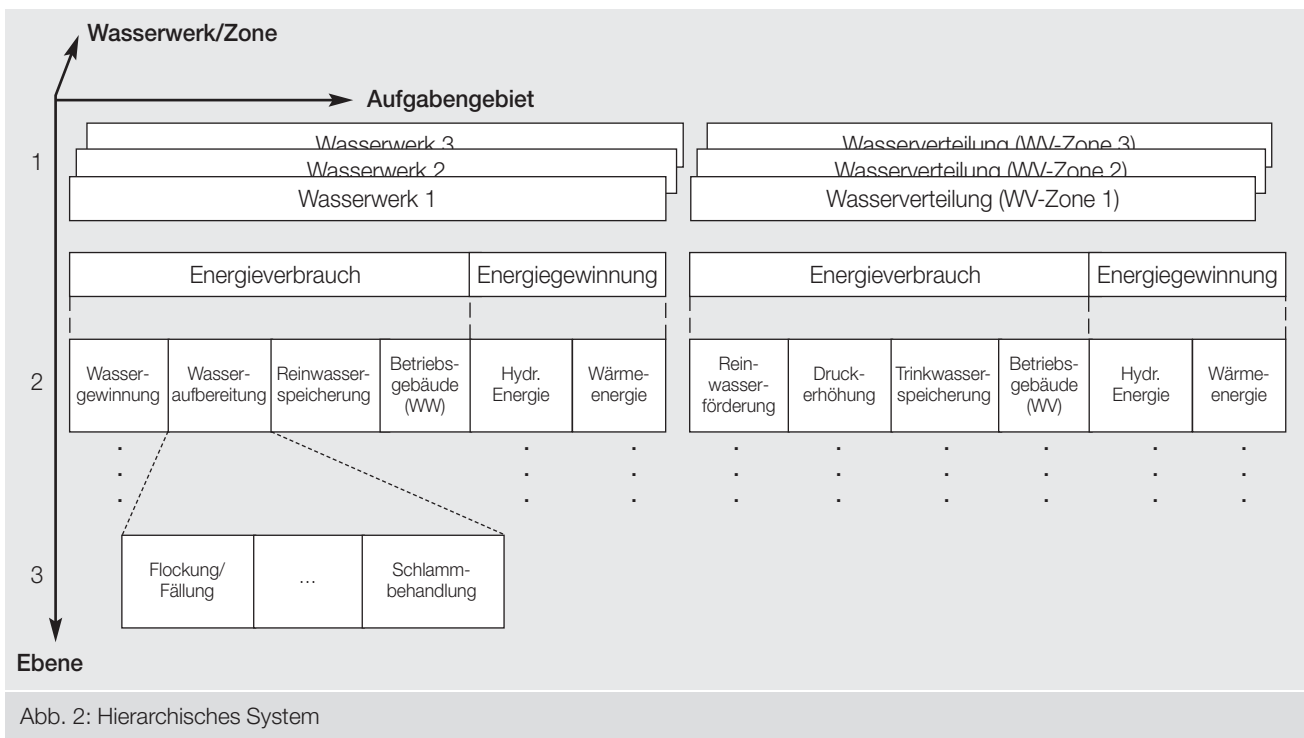 Wasserwerk/Zone
Aufgabengebiet
1
Wasserwerk 3
Wasserwerk 2
Wasserwerk 1
Wasserverteilung (WV-Zone 3)
Wasserverteilung (WV-Zone 2)
Wasserverteilung (WV-Zone 1)
Energieverbrauch
Energiegewinnung
Energieverbrauch
Energiegewinnung
2
Wasser-
gewinnung
Wasser-
aufbereitung
Reinwasser-
speicherung
Betriebs-
gebäude
(WW)
Hydr.
Energie
Wärme-
energie
Rein-
wasser-
förderung
Druck-
erhöhung
Trinkwasser-
speicherung
Betriebs-
gebäude
(WV)
Hydr.
Energie
Wärme-
energie
3
Flockung/
Fällung
...
Schlamm-
behandlung
Ebene
Abb. 2: Hierarchisches System